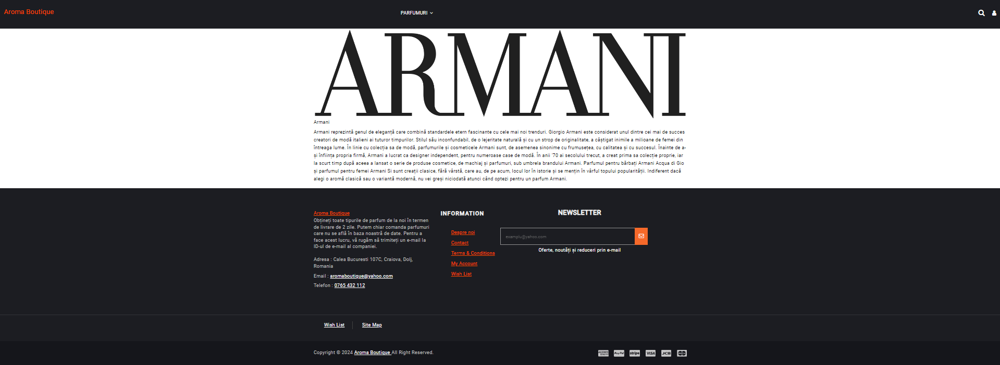 Aroma Boutique
PARFUMURI
ARMANI
Armani
Armani reprezintă genul de eleganță care combină standardele etern fascinante cu cele mai noi trenduri. Giorgio Armani este considerat unul dintre cei mai de succes
creatori de modă italieni ai tuturor timpurilor. Stilul său inconfundabil, de o lejeritate naturală și cu un strop de originalitate, a câștigat inimile a milioane de femei din
întreaga lume. În linie cu colecția sa de modă, parfumurile și cosmeticele Armani sunt, de asemenea sinonime cu frumusețea, cu calitatea și cu succesul. Înainte de a-
și înființa propria firmă, Armani a lucrat ca designer independent, pentru numeroase case de modă. În anii '70 ai secolului trecut, a creat prima sa colecție proprie, iar
la scurt timp după aceea a lansat o serie de produse cosmetice, de machiaj și parfumuri, sub umbrela brandului Armani. Parfumul pentru bărbați Armani Acqua di Gio
și parfumul pentru femei Armani Si sunt creații clasice, fără vârstă, care au, de pe acum, locul lor în istorie și se mențin în vârful topului popularității. Indiferent dacă
alegi o aromă clasică sau o variantă modernă, nu vei greși niciodată atunci când optezi pentru un parfum Armani.
Aroma Boutique
Obțineți toate tipurile de parfum de la noi în termen
de livrare de 2 zile. Putem chiar comanda parfumuri
care nu se află în baza noastră de date. Pentru a
face acest lucru, vă rugăm să trimiteți un e-mail la
ID-ul de e-mail al companiei.
Adresa : Calea Bucuresti 107C, Craiova, Dolj,
Romania
Email : aromaboutique@yahoo.com
Telefon : 0765 432 112
INFORMATION
Despre noi
Contact
Terms & Conditions
My Account
Wish List
NEWSLETTER
examplu@yahoo.com
Oferte, noutăți și reduceri prin e-mail
Wish List
Site Map
Copyright © 2024 Aroma Boutique All Right Reserved.
PayPal
stripe
VISA
JCB